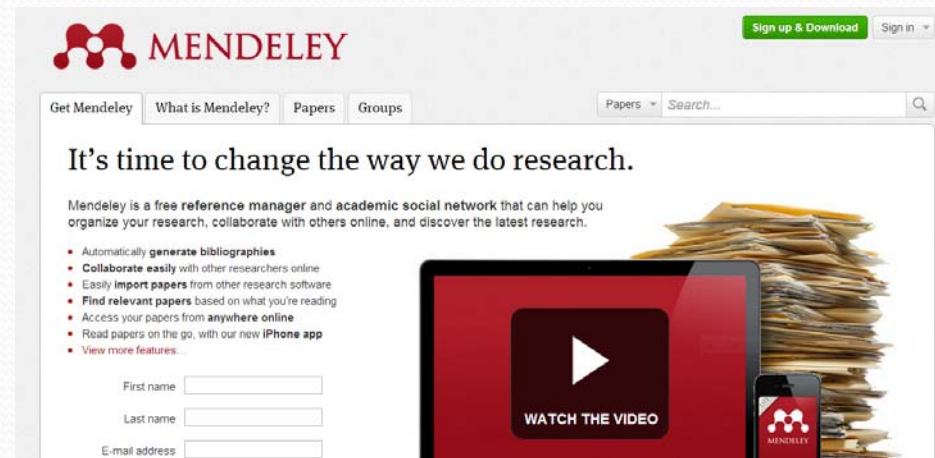 MENDELEY
Sign up & Download
Sign in
Get Mendeley
What is Mendeley?
Papers
Groups
Papers
Search...
It's time to change the way we do research.
Mendeley is a free reference manager and academic social network that can help you
organize your research, collaborate with others online, and discover the latest research.
Automatically generate bibliographies
Collaborate easily with other researchers online
Easily import papers from other research software
Find relevant papers based on what you're reading
Access your papers from anywhere online
Read papers on the go, with our new iPhone app
View more features...
First name
Last name
E-mail address
WATCH THE VIDEO
MENDELEY